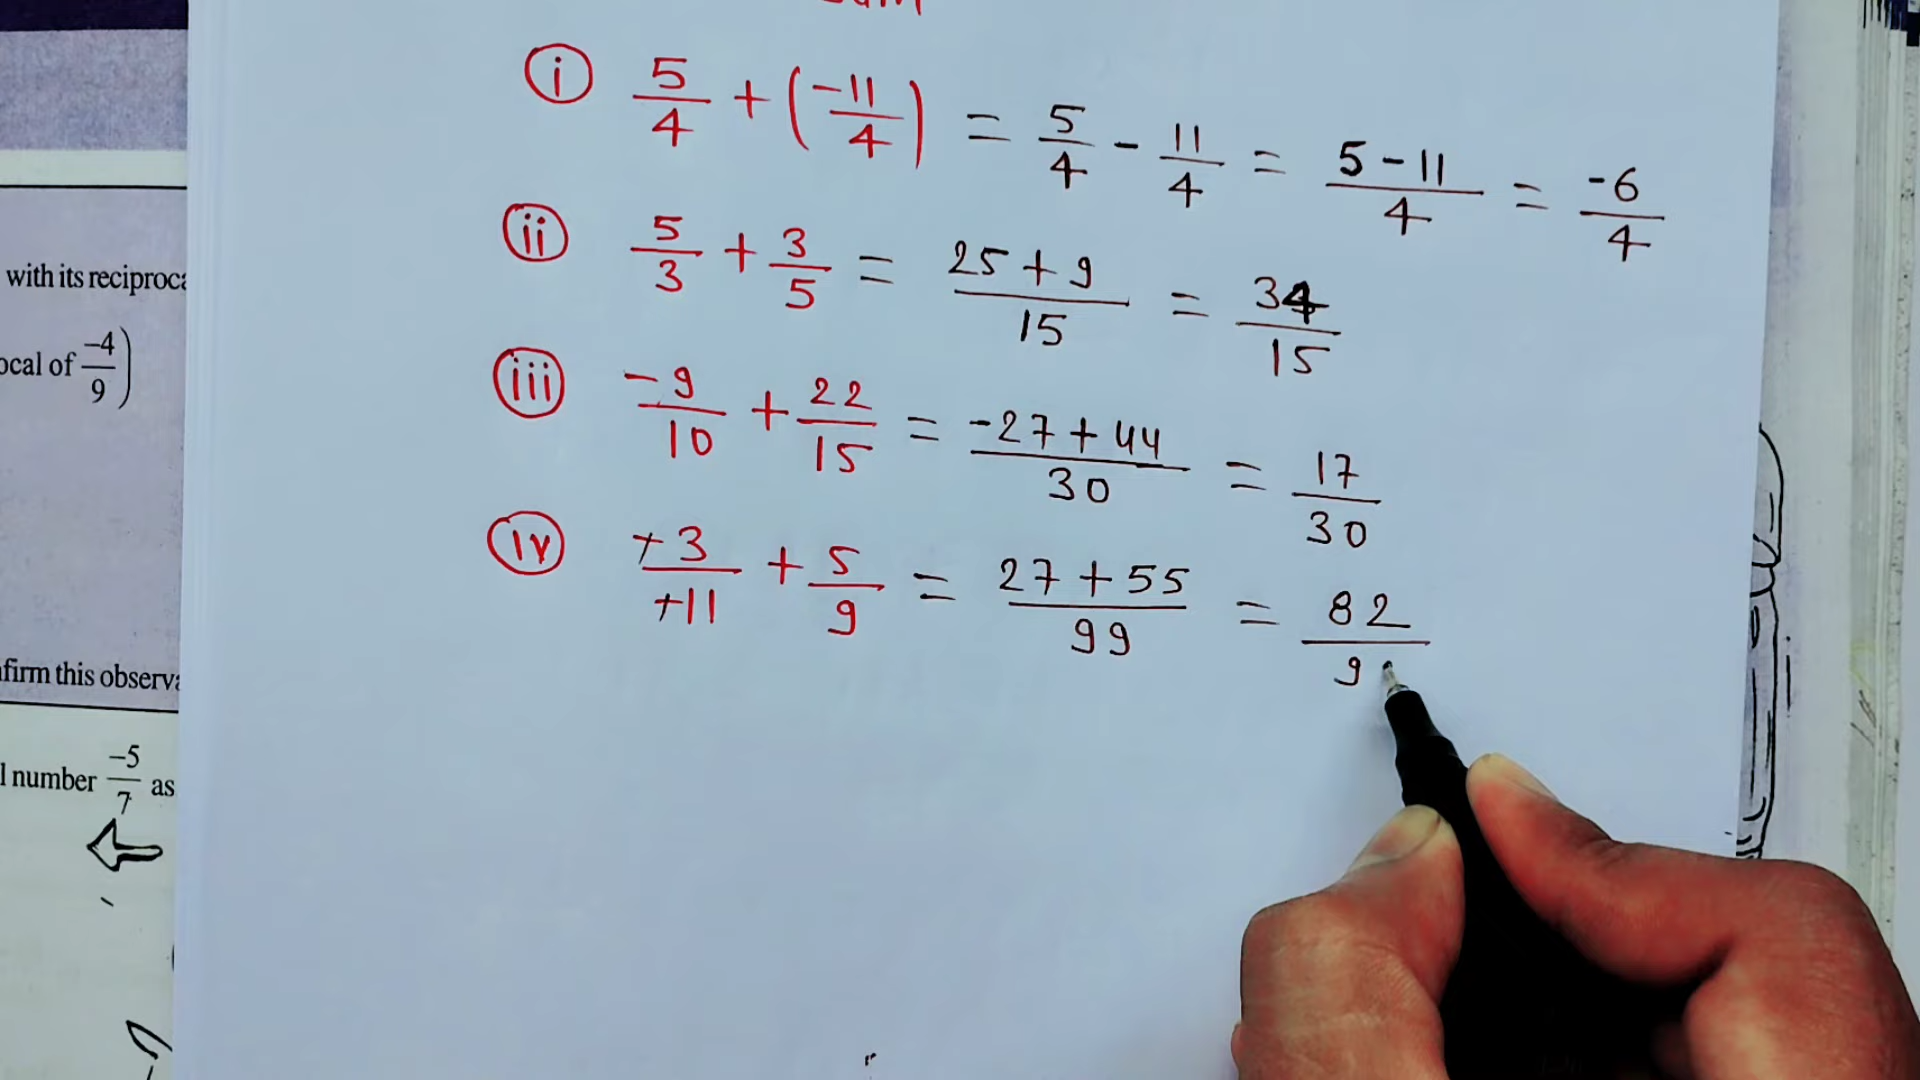 (i) 5/4 + (-11/4) = 5/4 - 11/4 = 5-11/4 = -6/4
(ii) 5/3 + 3/5 = 25+9/15 = 34/15
(iii) -9/10 + 22/15 = -27+44/30 = 17/30
(iv) +3/+11 + 5/9 = 27+55/99 = 82/9
with its reciproca
ocal of -4/9)
firm this observa
l number -5/7 as